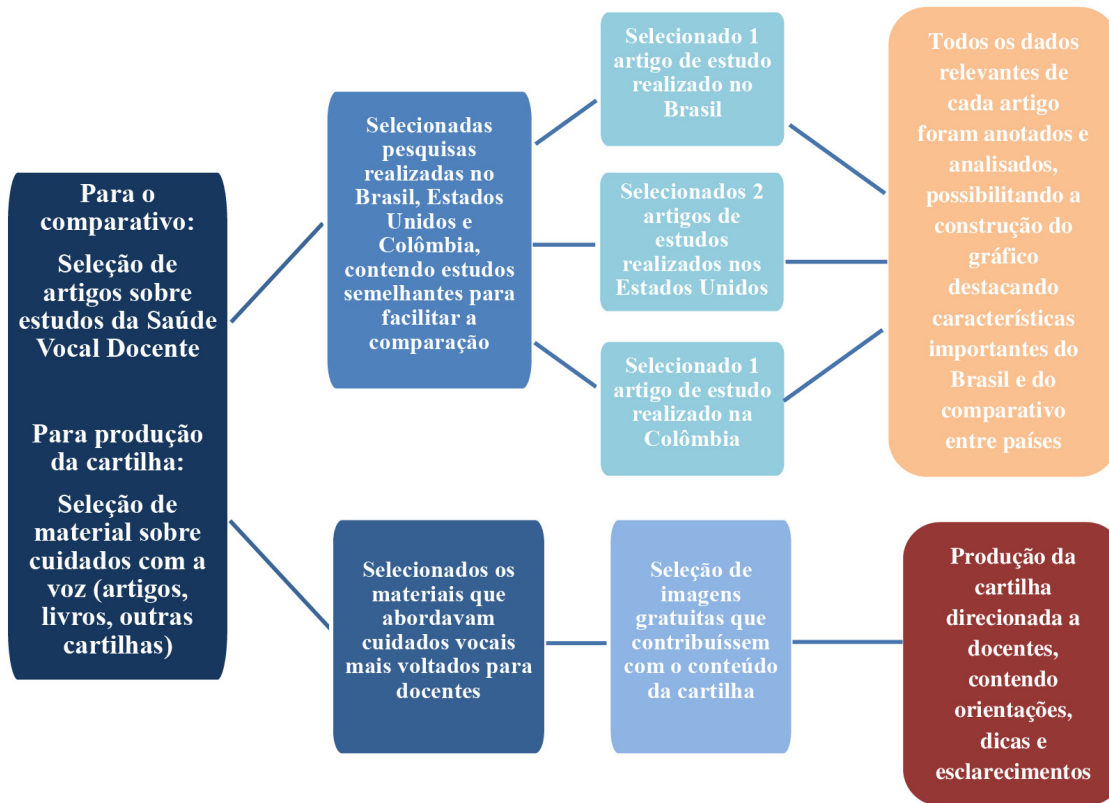 Para o
comparativo:
Seleção de
artigos sobre
estudos da Saúde
Vocal Docente
Para produção
da cartilha:
Seleção de
material sobre
cuidados com a
voz (artigos,
livros, outras
cartilhas)
Selecionadas
pesquisas
realizadas no
Brasil, Estados
Unidos e
Colômbia,
contendo estudos
semelhantes para
facilitar a
comparação
Selecionado 1
artigo de estudo
realizado no
Brasil
Selecionados 2
artigos de
estudos
realizados nos
Estados Unidos
Selecionado 1
artigo de estudo
realizado na
Colômbia
Todos os dados
relevantes de
cada artigo
foram anotados e
analisados,
possibilitando a
construção do
gráfico
destacando
características
importantes do
Brasil e do
comparativo
entre países
Selecionados os
materiais que
abordavam
cuidados vocais
mais voltados para
docentes
Seleção de
imagens
gratuitas que
contribuíssem
com o conteúdo
da cartilha
Produção da
cartilha
direcionada a
docentes,
contendo
orientações,
dicas e
esclarecimentos